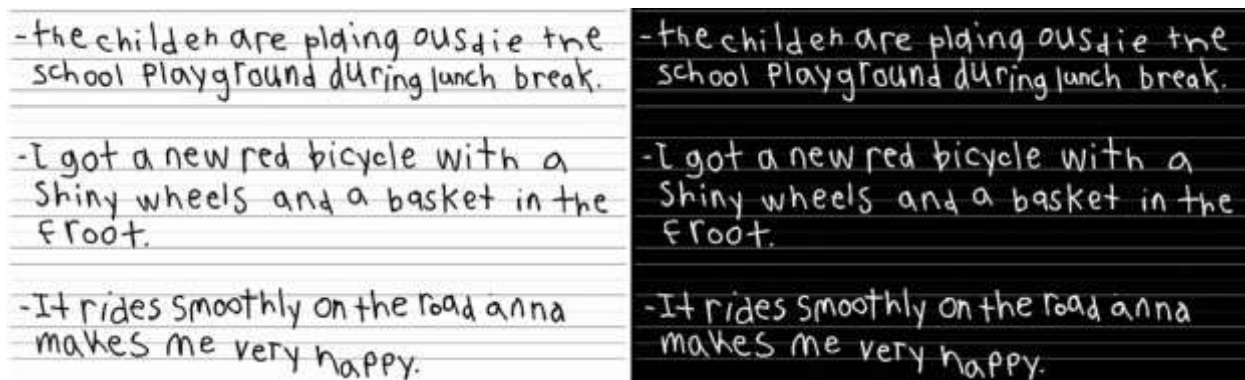 -the childen are plaing ousdie tne
school Playground during lunch break.
-I got a new red bicycle with a
Shiny wheels and a basket in the
Froot.
-It rides smoothly on the road anna
makes me very happy.
-the childen are plaing ousdie tne
school Playground during lunch break.
-I got a new red bicycle with a
Shiny wheels and a basket in the
Froot.
-It rides smoothly on the road anna
makes me very happy.